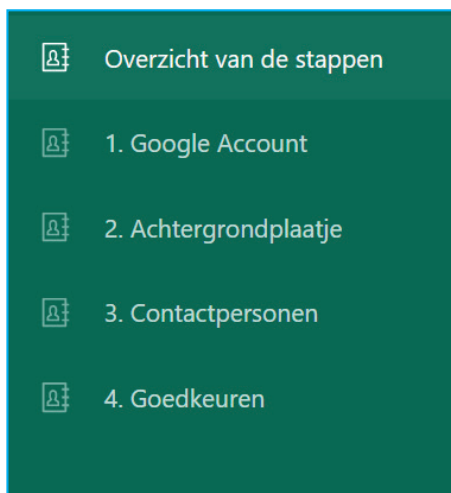 Overzicht van de stappen
1. Google Account
2. Achtergrondplaatje
3. Contactpersonen
4. Goedkeuren